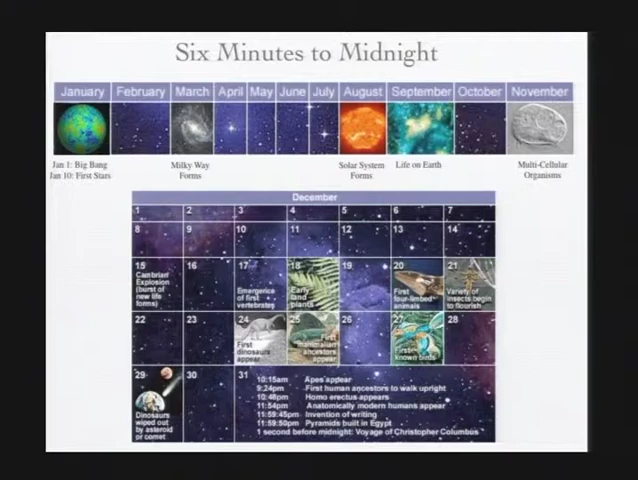 Six Minutes to Midnight
January February March April May June July August September October November
Jan 1: Big Bang
Jan 10: First Stars
Milky Way
Forms
Solar System
Forms
Life on Earth
Multi-Cellular
Organisms
December
1 2 3 4 5 6 7
8 9 10 11 12 13 14
15 16 17 18 19 20 21
Cambrian
Explosion
(burst of
new life
forms)
Emergence
of first
vertebrates
Early
land
plants
First
four-limbed
animals
Variety of
insects begin
to flourish
22 23 24 25 26 27 28
First
dinosaurs
appear
First
mammalian
ancestors
appear
First
known birds
29 30 31
Dinosaurs
wiped out
by asteroid
or comet
10:15am Apes appear
9:24pm First human ancestors to walk upright
10:48pm Homo erectus appears
11:54pm Anatomically modern humans appear
11:59:45pm Invention of writing
11:59:50pm Pyramids built in Egypt
1 second before midnight: Voyage of Christopher Columbus